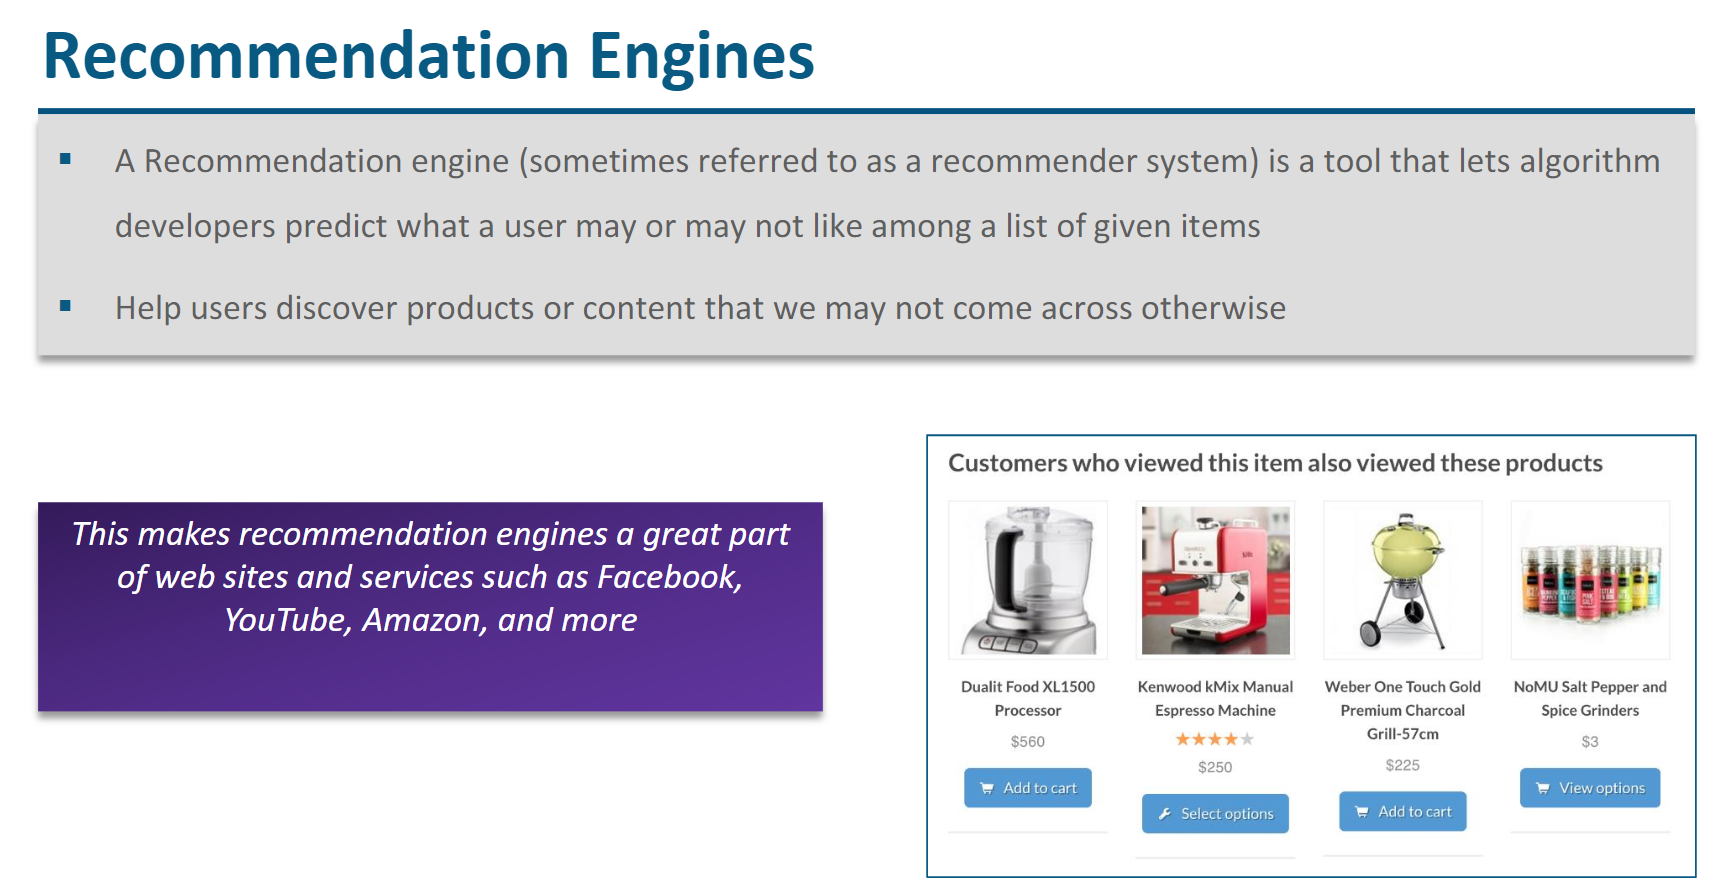 Recommendation Engines
▪ A Recommendation engine (sometimes referred to as a recommender system) is a tool that lets algorithm
developers predict what a user may or may not like among a list of given items
▪ Help users discover products or content that we may not come across otherwise
This makes recommendation engines a great part
of web sites and services such as Facebook,
YouTube, Amazon, and more
Customers who viewed this item also viewed these products
Dualit Food XL1500
Processor
$560
Add to cart
Kenwood kMix Manual
Espresso Machine
$250
Select options
Weber One Touch Gold
Premium Charcoal
Grill-57cm
$225
Add to cart
NoMU Salt Pepper and
Spice Grinders
$3
View options